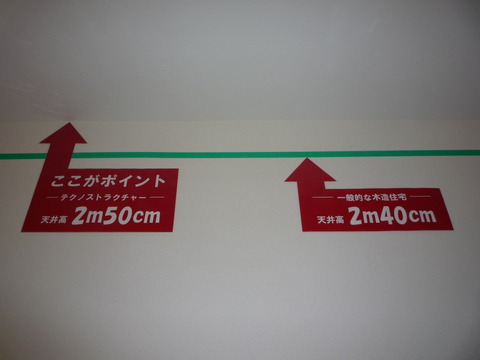 ここがポイント
テクノストラクチャー
天井高 2m50cm
一般的な木造住宅
天井高 2m40cm